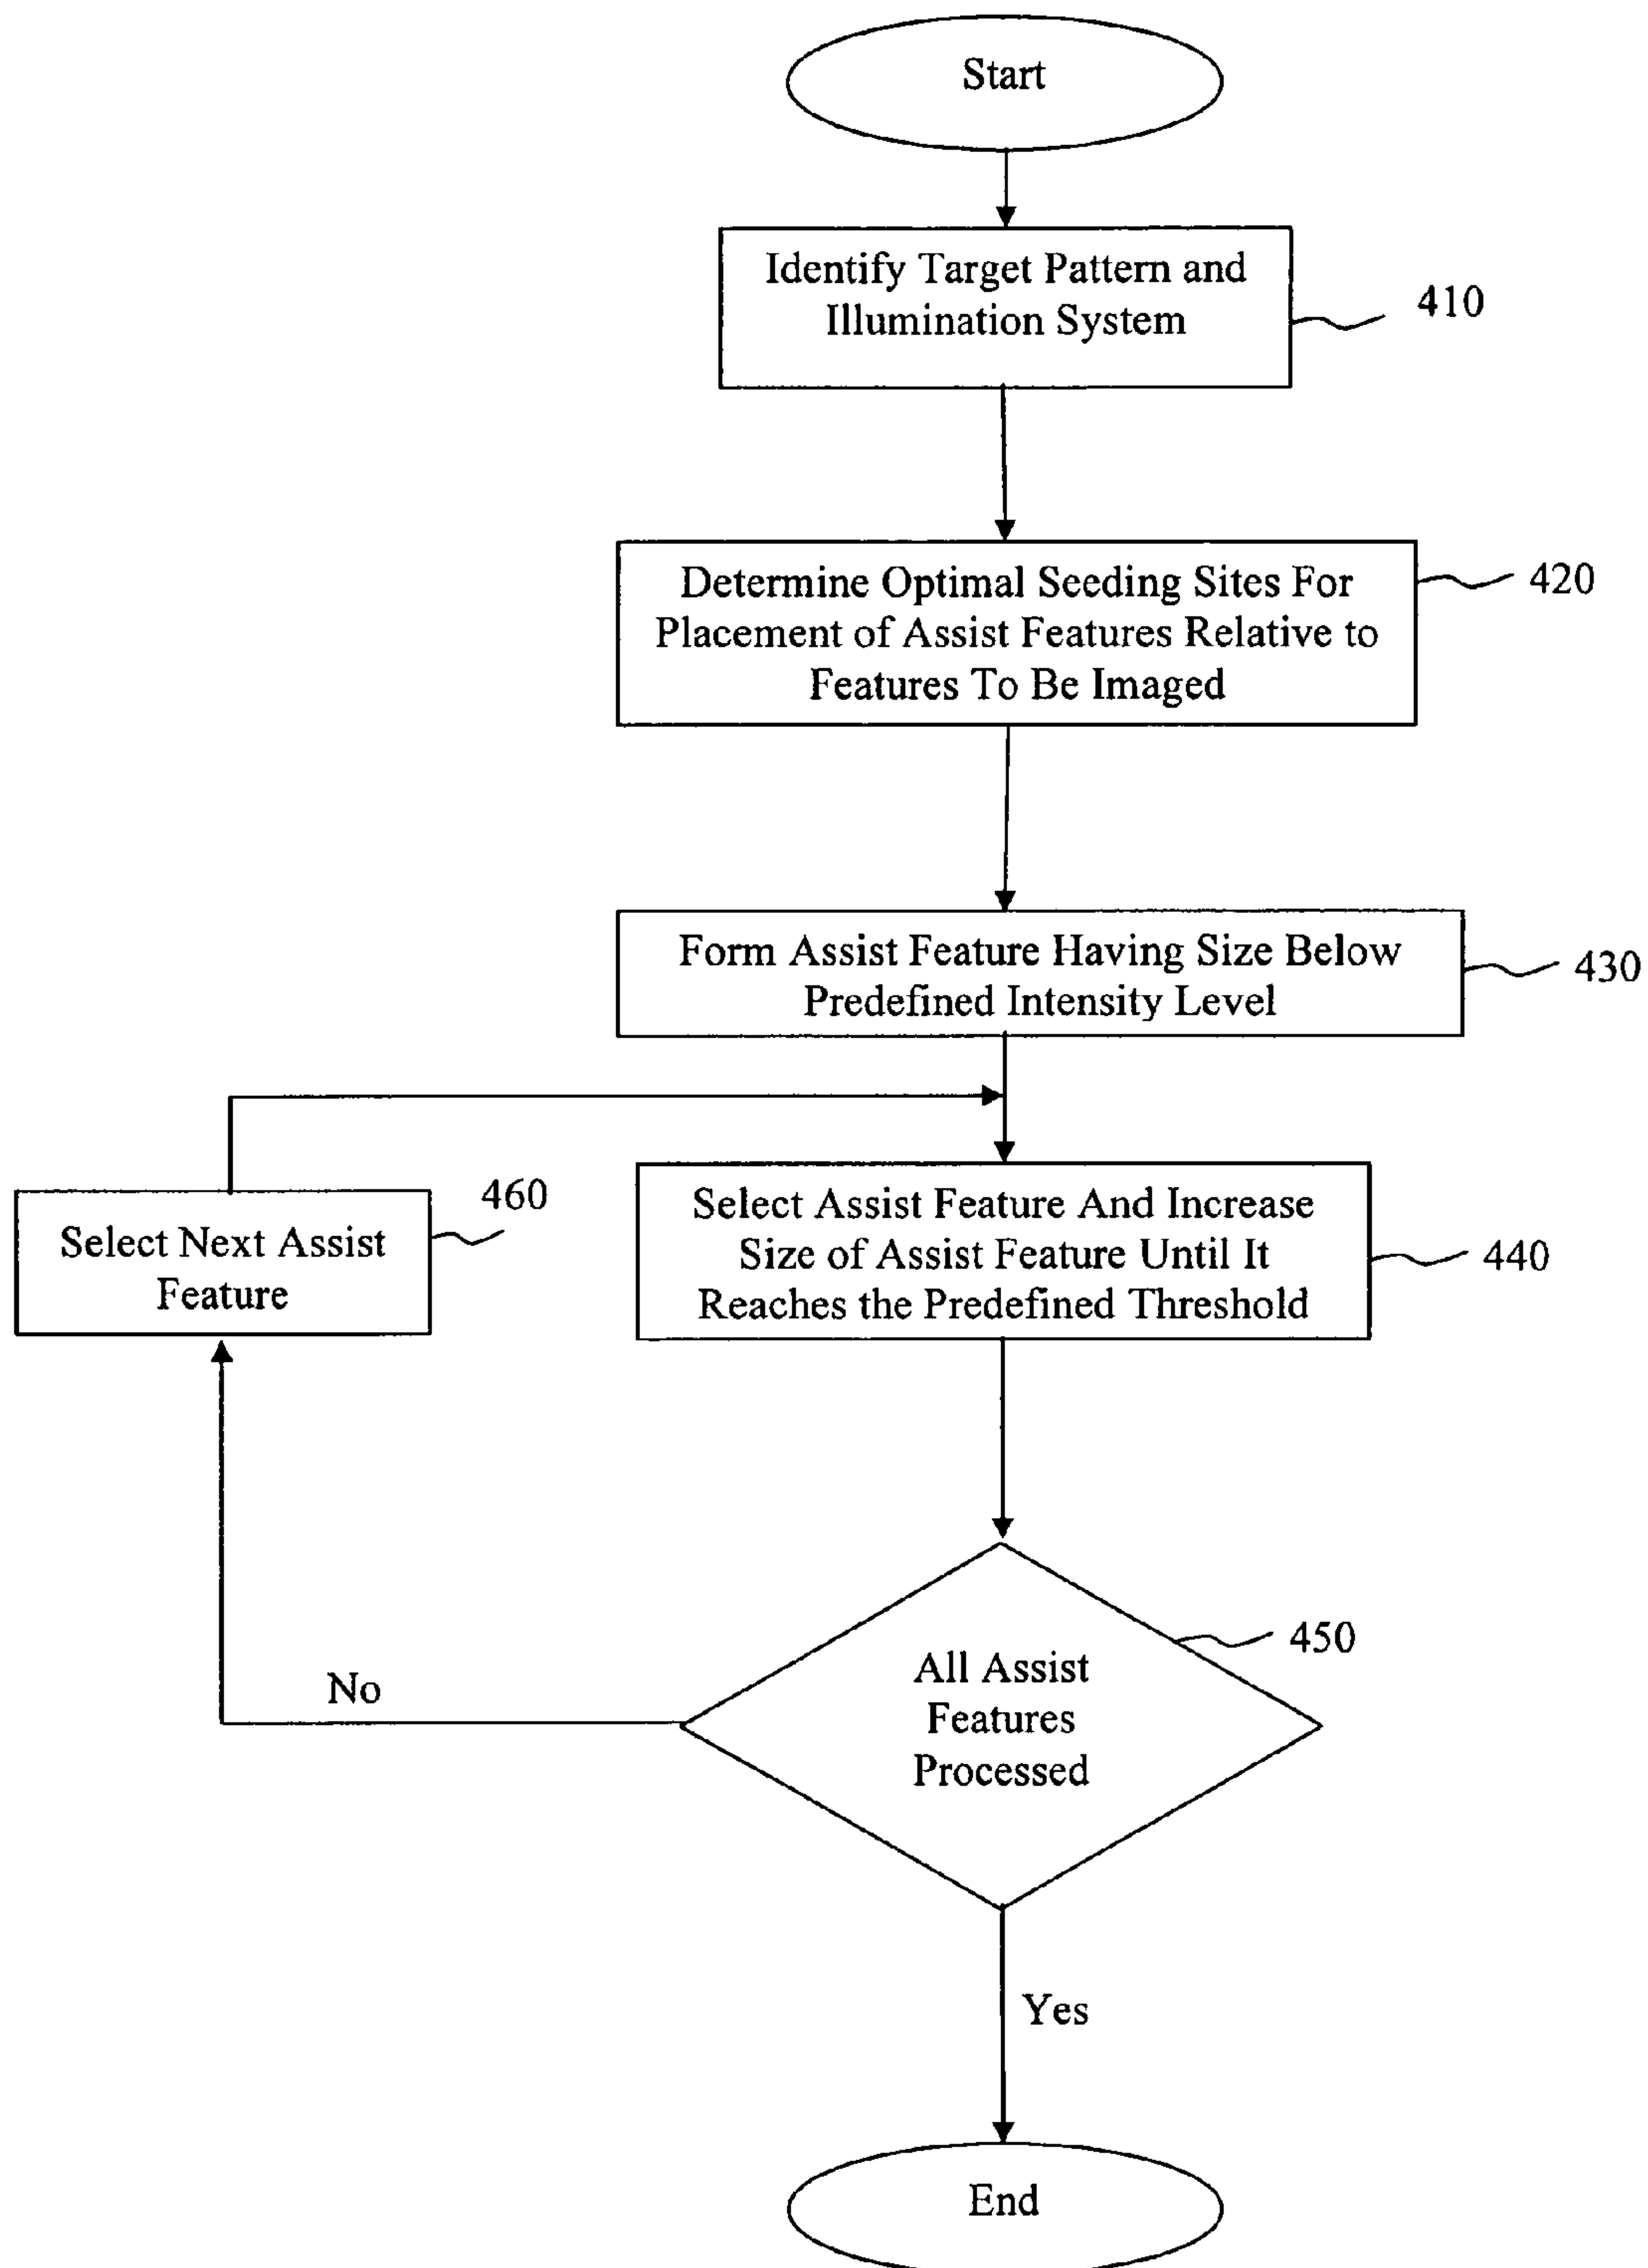 Start
Identify Target Pattern and
Illumination System
410
Determine Optimal Seeding Sites For
Placement of Assist Features Relative to
Features To Be Imaged
420
Form Assist Feature Having Size Below
Predefined Intensity Level
430
Select Next Assist
Feature
460
Select Assist Feature And Increase
Size of Assist Feature Until It
Reaches the Predefined Threshold
440
All Assist
Features
Processed
450
No
Yes
End